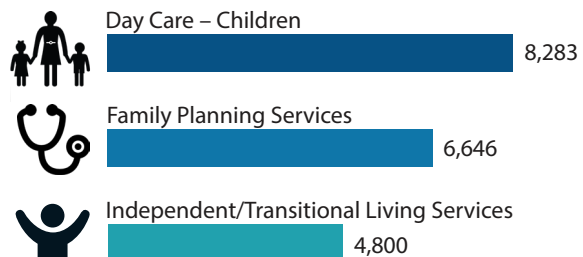 Day Care – Children
8,283
Family Planning Services
6,646
Independent/Transitional Living Services
4,800